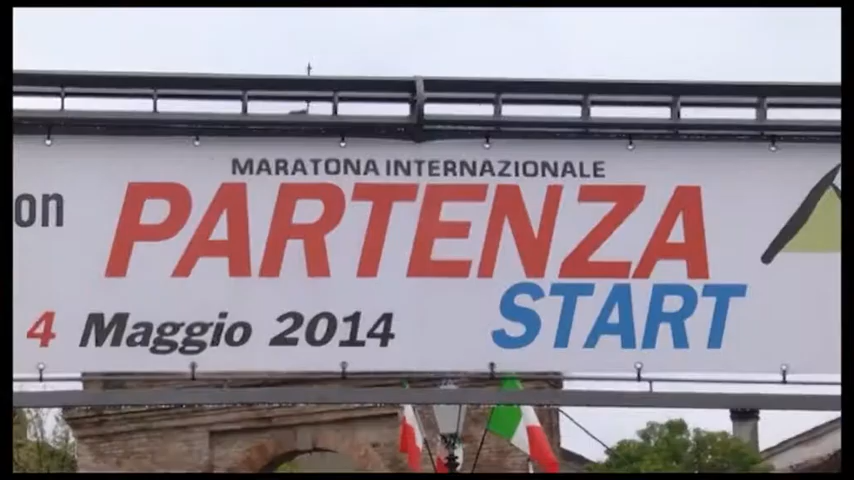 MARATONA INTERNAZIONALE
on
PARTENZA
START
4 Maggio 2014